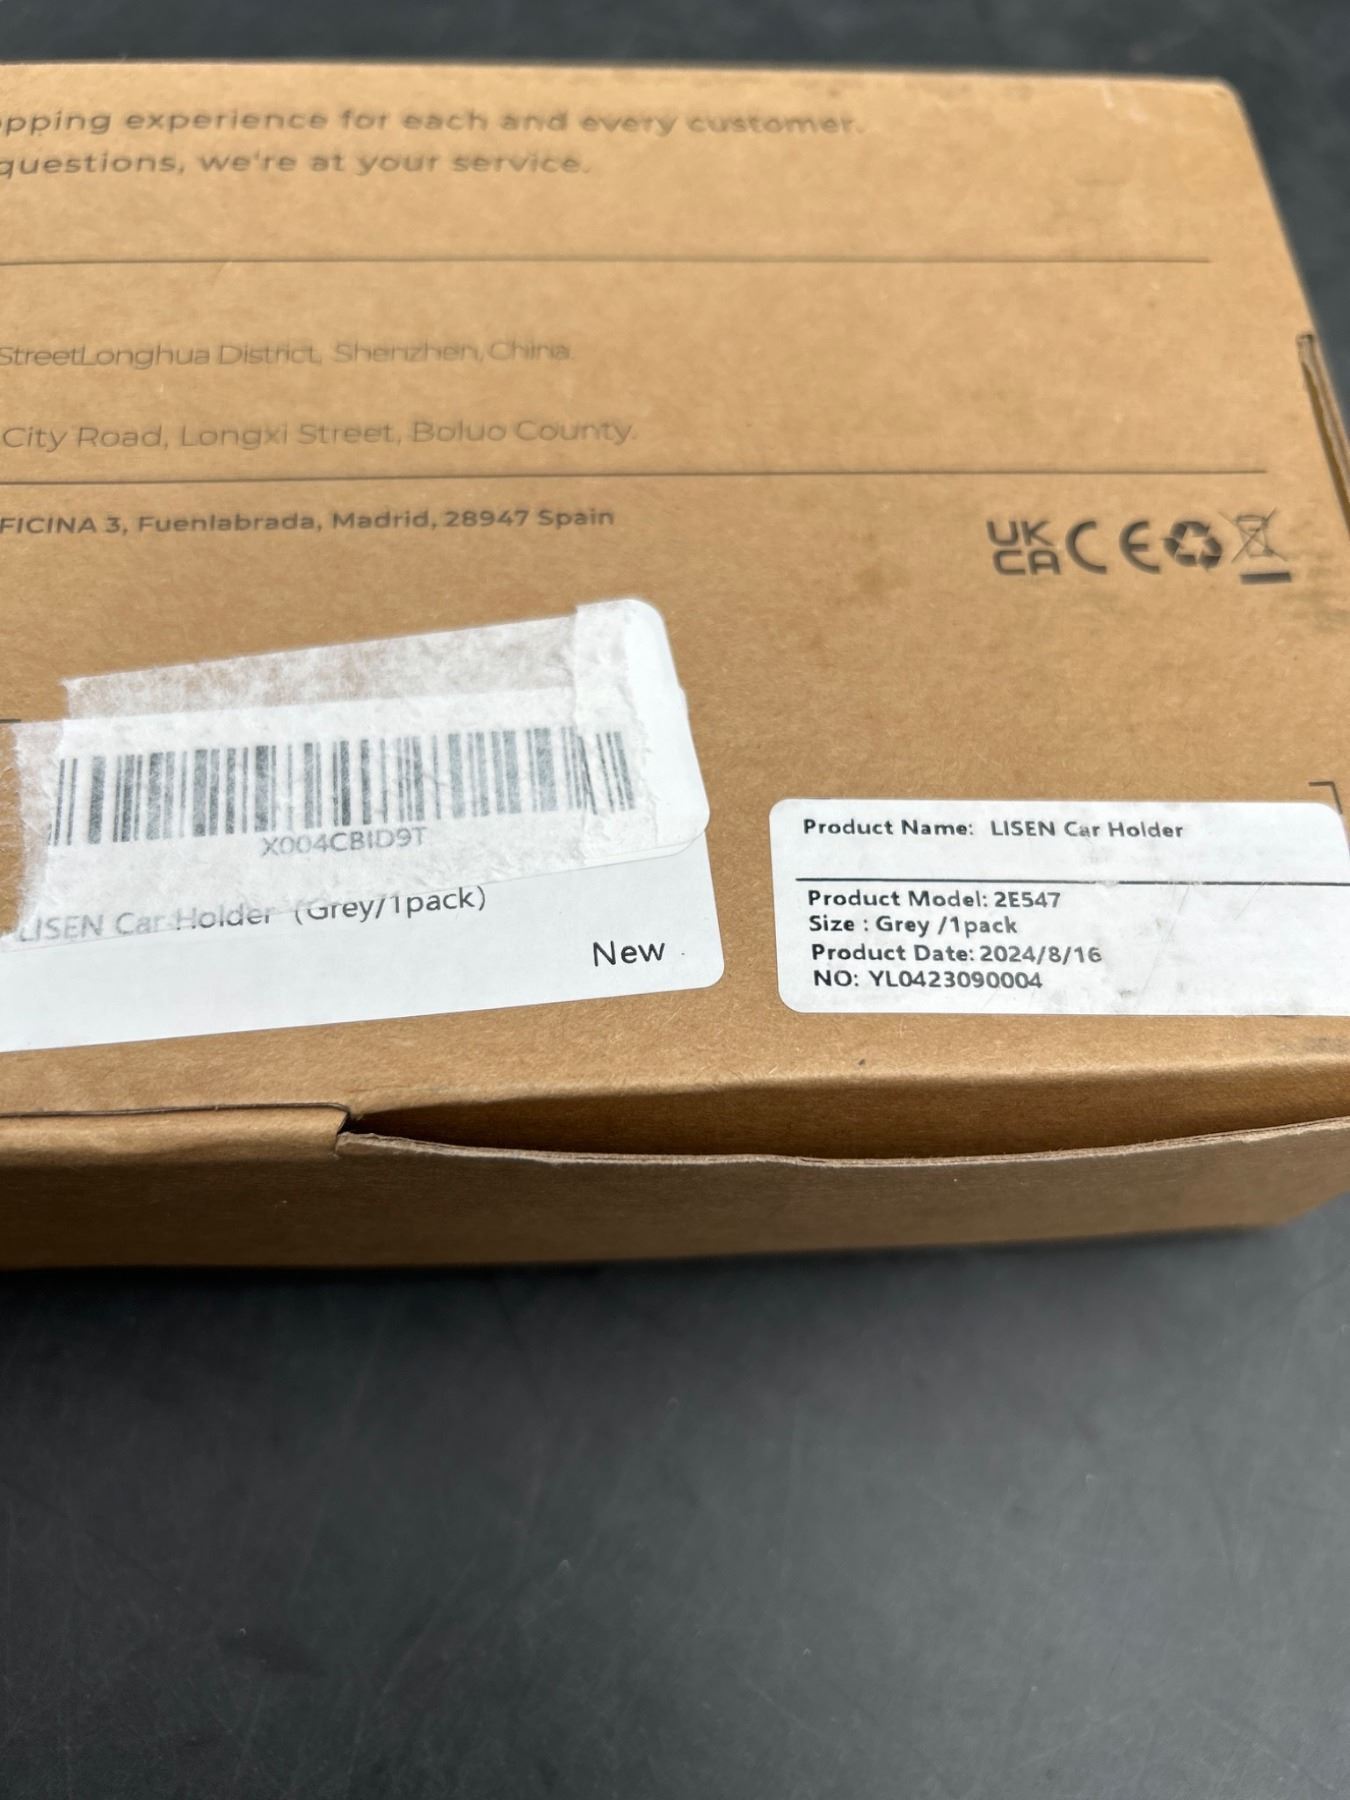 experience for each and every customer.
questions, we're at your service.
StreetLonghua District, Shenzhen, China.
City Road, Longxi Street, Boluo County.
FICINA 3, Fuenlabrada, Madrid, 28947 Spain
UK
CA CE
X004CBID9T
LISEN Car Holder (Grey/1pack)
New
Product Name: LISEN Car Holder
Product Model: 2E547
Size : Grey /1pack
Product Date: 2024/8/16
NO: YL0423090004